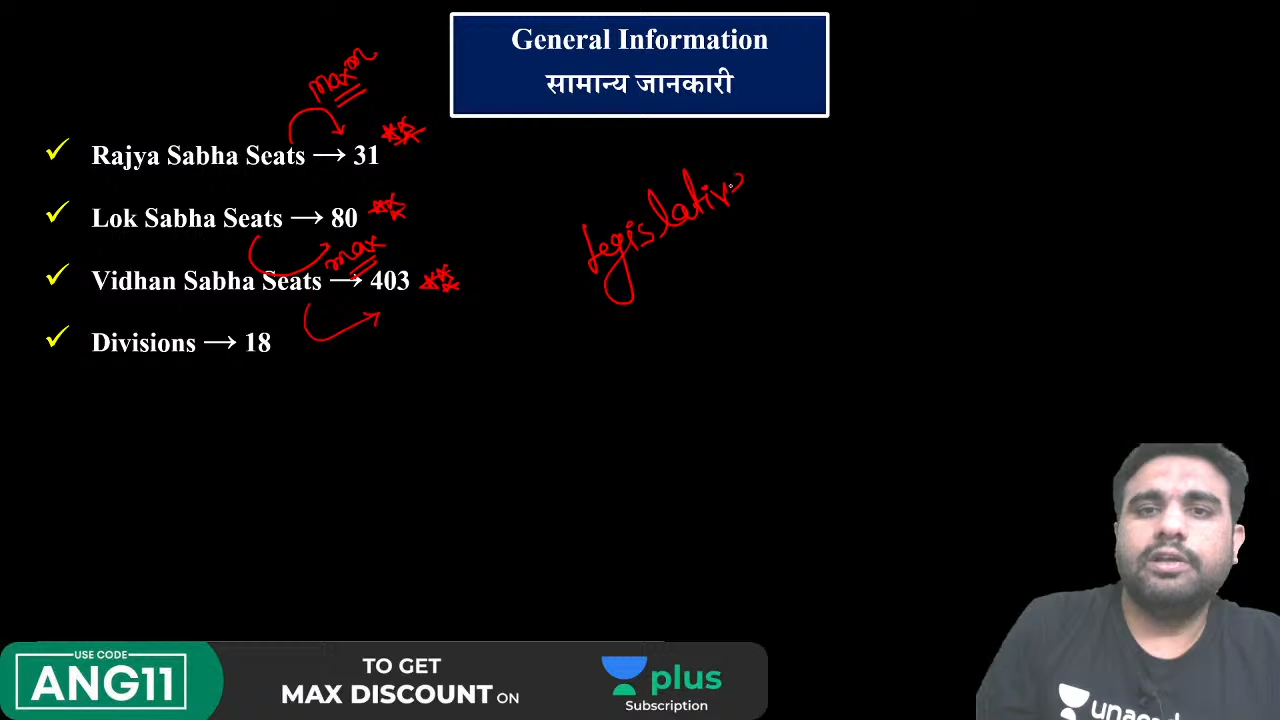 General Information
सामान्य जानकारी
max
Rajya Sabha Seats → 31
Lok Sabha Seats → 80
max
Vidhan Sabha Seats → 403
Divisions → 18
legislativ
USE CODE
ANG11
TO GET
MAX DISCOUNT ON
plus
Subscription